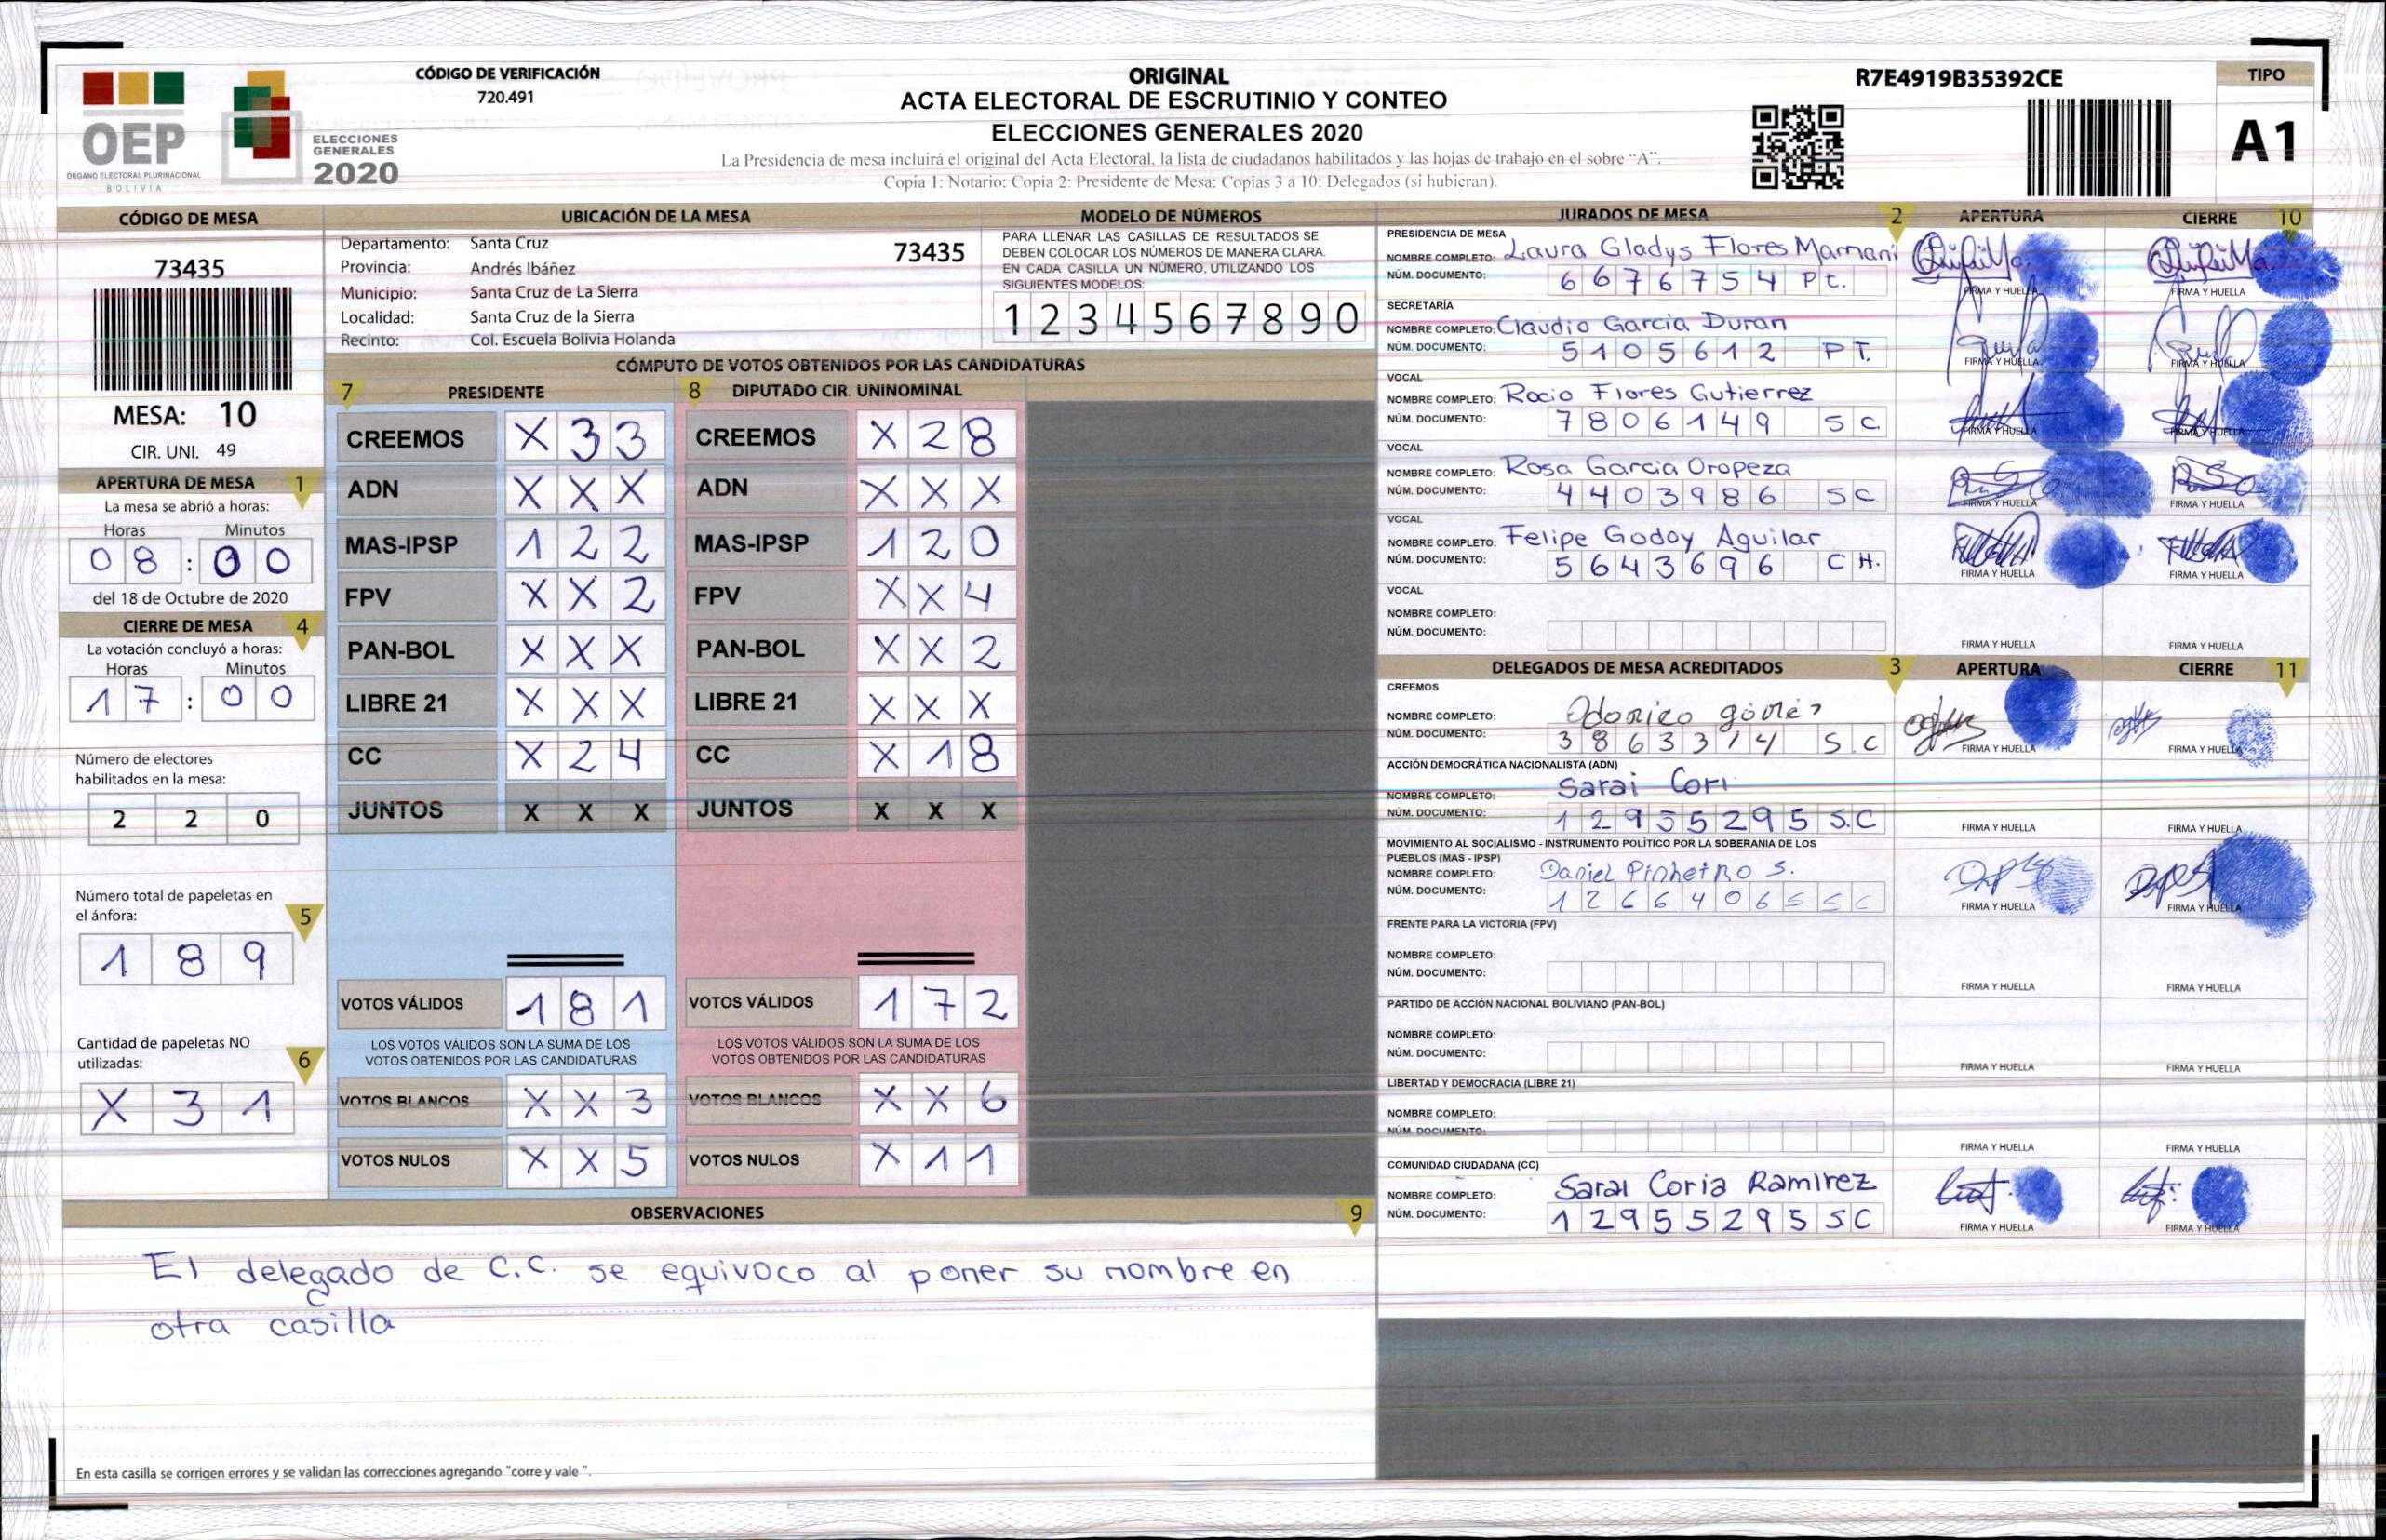 OEP
ÓRGANO ELECTORAL PLURINACIONAL
BOLIVIA
ELECCIONES
GENERALES
2020
CÓDIGO DE VERIFICACIÓN
720.491
ORIGINAL
ACTA ELECTORAL DE ESCRUTINIO Y CONTEO
ELECCIONES GENERALES 2020
La Presidencia de mesa incluirá el original del Acta Electoral, la lista de ciudadanos habilitados y las hojas de trabajo en el sobre "A".
Copia 1: Notario: Copia 2: Presidente de Mesa: Copias 3 a 10: Delegados (si hubieran).
R7E4919B35392CE
TIPO
A1
CÓDIGO DE MESA
73435
MESA: 10
CIR. UNI. 49
APERTURA DE MESA 1
La mesa se abrió a horas:
Horas Minutos
08:00
del 18 de Octubre de 2020
CIERRE DE MESA 4
La votación concluyó a horas:
Horas Minutos
17:00
Número de electores
habilitados en la mesa:
2 2 0
Número total de papeletas en
el ánfora: 5
1 8 9
Cantidad de papeletas NO
utilizadas: 6
X 3 1
UBICACIÓN DE LA MESA
Departamento: Santa Cruz 73435
Provincia: Andrés Ibáñez
Municipio: Santa Cruz de La Sierra
Localidad: Santa Cruz de la Sierra
Recinto: Col. Escuela Bolivia Holanda
MODELO DE NÚMEROS
PARA LLENAR LAS CASILLAS DE RESULTADOS SE
DEBEN COLOCAR LOS NÚMEROS DE MANERA CLARA.
EN CADA CASILLA UN NÚMERO, UTILIZANDO LOS
SIGUIENTES MODELOS:
1 2 3 4 5 6 7 8 9 0
CÓMPUTO DE VOTOS OBTENIDOS POR LAS CANDIDATURAS
7 PRESIDENTE
CREEMOS X 3 3
ADN X X X
MAS-IPSP 1 2 2
FPV X X 2
PAN-BOL X X X
LIBRE 21 X X X
CC X 2 4
JUNTOS X X X
VOTOS VÁLIDOS 1 8 1
LOS VOTOS VÁLIDOS SON LA SUMA DE LOS
VOTOS OBTENIDOS POR LAS CANDIDATURAS
VOTOS BLANCOS X X 3
VOTOS NULOS X X 5
8 DIPUTADO CIR. UNINOMINAL
CREEMOS X 2 8
ADN X X X
MAS-IPSP 1 2 0
FPV X X 4
PAN-BOL X X 2
LIBRE 21 X X X
CC X 1 8
JUNTOS X X X
VOTOS VÁLIDOS 1 7 2
LOS VOTOS VÁLIDOS SON LA SUMA DE LOS
VOTOS OBTENIDOS POR LAS CANDIDATURAS
VOTOS BLANCOS X X 6
VOTOS NULOS X 1 1
OBSERVACIONES 9
El delegado de C.C. se equivoco al poner su nombre en
otra casilla
En esta casilla se corrigen errores y se validan las correcciones agregando "corre y vale ".
JURADOS DE MESA 2 APERTURA CIERRE 10
PRESIDENCIA DE MESA
NOMBRE COMPLETO: Laura Gladys Flores Mamani
NÚM. DOCUMENTO: 6676754 Pt.
FIRMA Y HUELLA FIRMA Y HUELLA
SECRETARÍA
NOMBRE COMPLETO: Claudio Garcia Duran
NÚM. DOCUMENTO: 5105612 PT.
FIRMA Y HUELLA FIRMA Y HUELLA
VOCAL
NOMBRE COMPLETO: Rocio Flores Gutierrez
NÚM. DOCUMENTO: 7806149 SC.
FIRMA Y HUELLA FIRMA Y HUELLA
VOCAL
NOMBRE COMPLETO: Rosa Garcia Oropeza
NÚM. DOCUMENTO: 4403986 SC
FIRMA Y HUELLA FIRMA Y HUELLA
VOCAL
NOMBRE COMPLETO: Felipe Godoy Aguilar
NÚM. DOCUMENTO: 5643696 CH.
FIRMA Y HUELLA FIRMA Y HUELLA
VOCAL
NOMBRE COMPLETO:
NÚM. DOCUMENTO:
FIRMA Y HUELLA FIRMA Y HUELLA
DELEGADOS DE MESA ACREDITADOS 3 APERTURA CIERRE 11
CREEMOS
NOMBRE COMPLETO:
NÚM. DOCUMENTO: 3863314 S.C
FIRMA Y HUELLA FIRMA Y HUELLA
ACCIÓN DEMOCRÁTICA NACIONALISTA (ADN)
NOMBRE COMPLETO: Sarai Cori
NÚM. DOCUMENTO: 12955295 S.C
FIRMA Y HUELLA FIRMA Y HUELLA
MOVIMIENTO AL SOCIALISMO - INSTRUMENTO POLÍTICO POR LA SOBERANIA DE LOS
PUEBLOS (MAS - IPSP)
NOMBRE COMPLETO: Daniel Pinheiro S.
NÚM. DOCUMENTO: 12664065 SC
FIRMA Y HUELLA FIRMA Y HUELLA
FRENTE PARA LA VICTORIA (FPV)
NOMBRE COMPLETO:
NÚM. DOCUMENTO:
FIRMA Y HUELLA FIRMA Y HUELLA
PARTIDO DE ACCIÓN NACIONAL BOLIVIANO (PAN-BOL)
NOMBRE COMPLETO:
NÚM. DOCUMENTO:
FIRMA Y HUELLA FIRMA Y HUELLA
LIBERTAD Y DEMOCRACIA (LIBRE 21)
NOMBRE COMPLETO:
NÚM. DOCUMENTO:
FIRMA Y HUELLA FIRMA Y HUELLA
COMUNIDAD CIUDADANA (CC)
NOMBRE COMPLETO: Sarai Coria Ramirez
NÚM. DOCUMENTO: 12955295 SC
FIRMA Y HUELLA FIRMA Y HUELLA